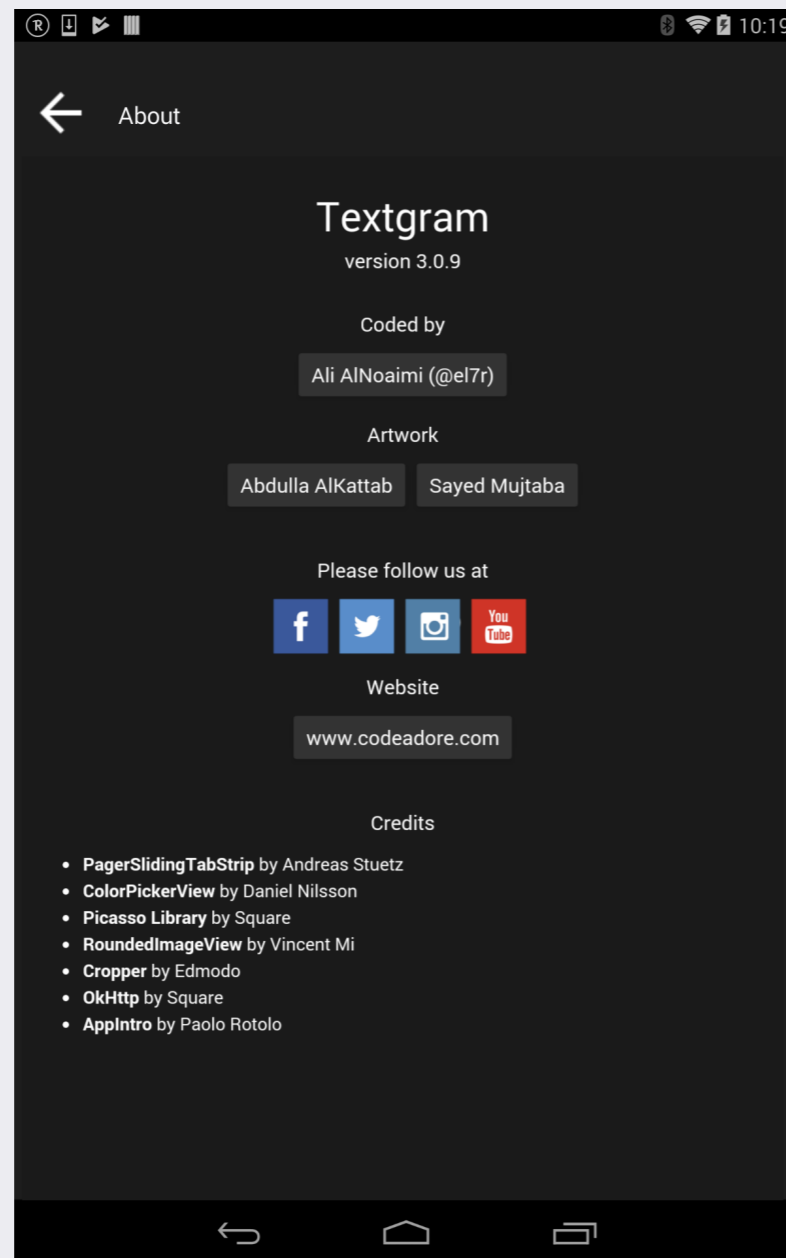 10:19
About
Textgram
version 3.0.9
Coded by
Ali AlNoaimi (@el7r)
Artwork
Abdulla AlKattab Sayed Mujtaba
Please follow us at
f You Tube
Website
www.codeadore.com
Credits
• PagerSlidingTabStrip by Andreas Stuetz
• ColorPickerView by Daniel Nilsson
• Picasso Library by Square
• RoundedImageView by Vincent Mi
• Cropper by Edmodo
• OkHttp by Square
• AppIntro by Paolo Rotolo